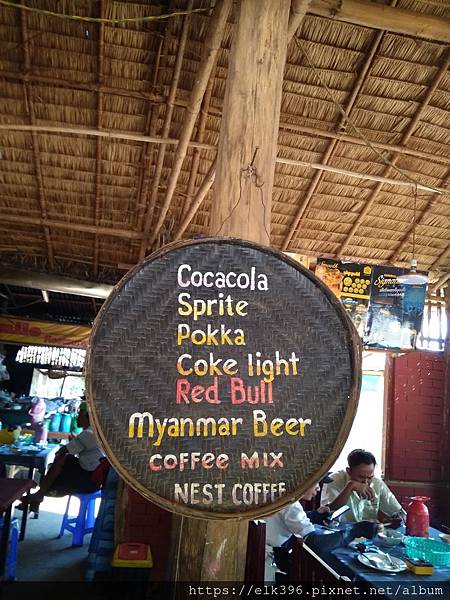 Cocacola
Sprite
Pokka
Coke light
Red Bull
Myanmar Beer
COFFEE MIX
NEST COFFEE
https://elk396.pixnet.net/album